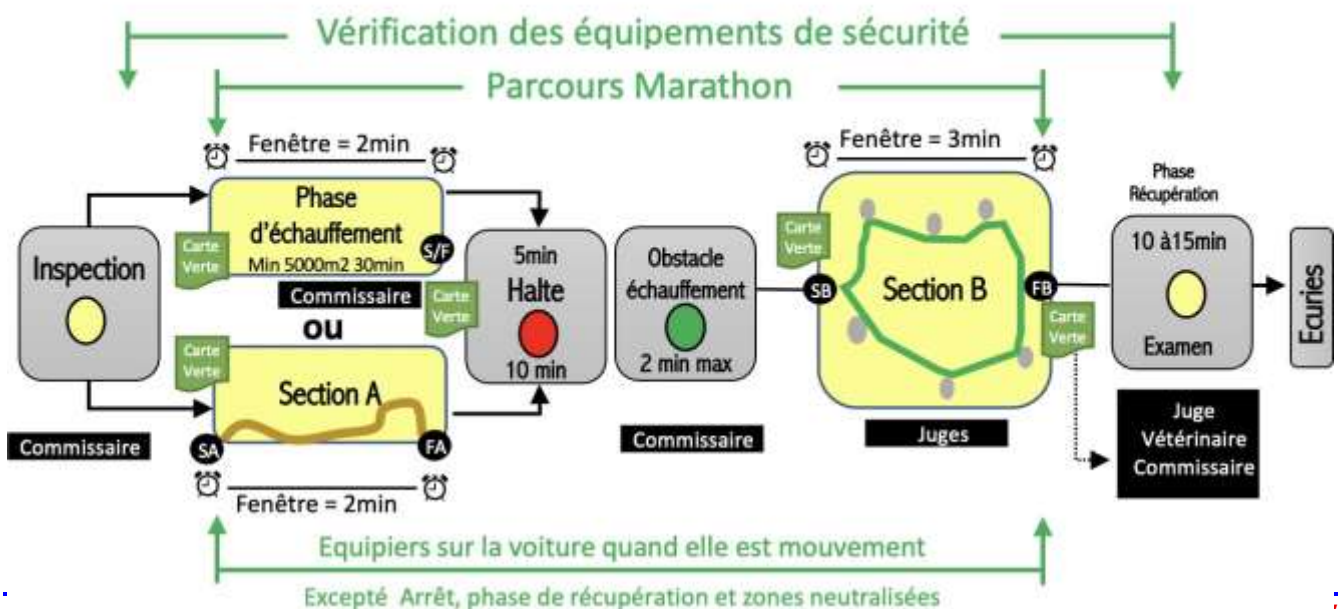 Vérification des équipements de sécurité
Parcours Marathon
Fenêtre = 2min
Fenêtre = 3min
Phase
Récupération
Inspection
Commissaire
Carte
Verte
Phase
d'échauffement
Min 5000m2 30min
S/F
Commissaire
ou
Carte
Verte
Section A
SA
FA
Fenêtre = 2min
Carte
Verte
5min
Halte
10 min
Obstacle
échauffement
2 min max
Commissaire
Carte
Verte
SB
Section B
FB
Juges
Carte
Verte
10 à15min
Examen
Juge
Vétérinaire
Commissaire
Ecuries
Equipiers sur la voiture quand elle est mouvement
Excepté Arrêt, phase de récupération et zones neutralisées